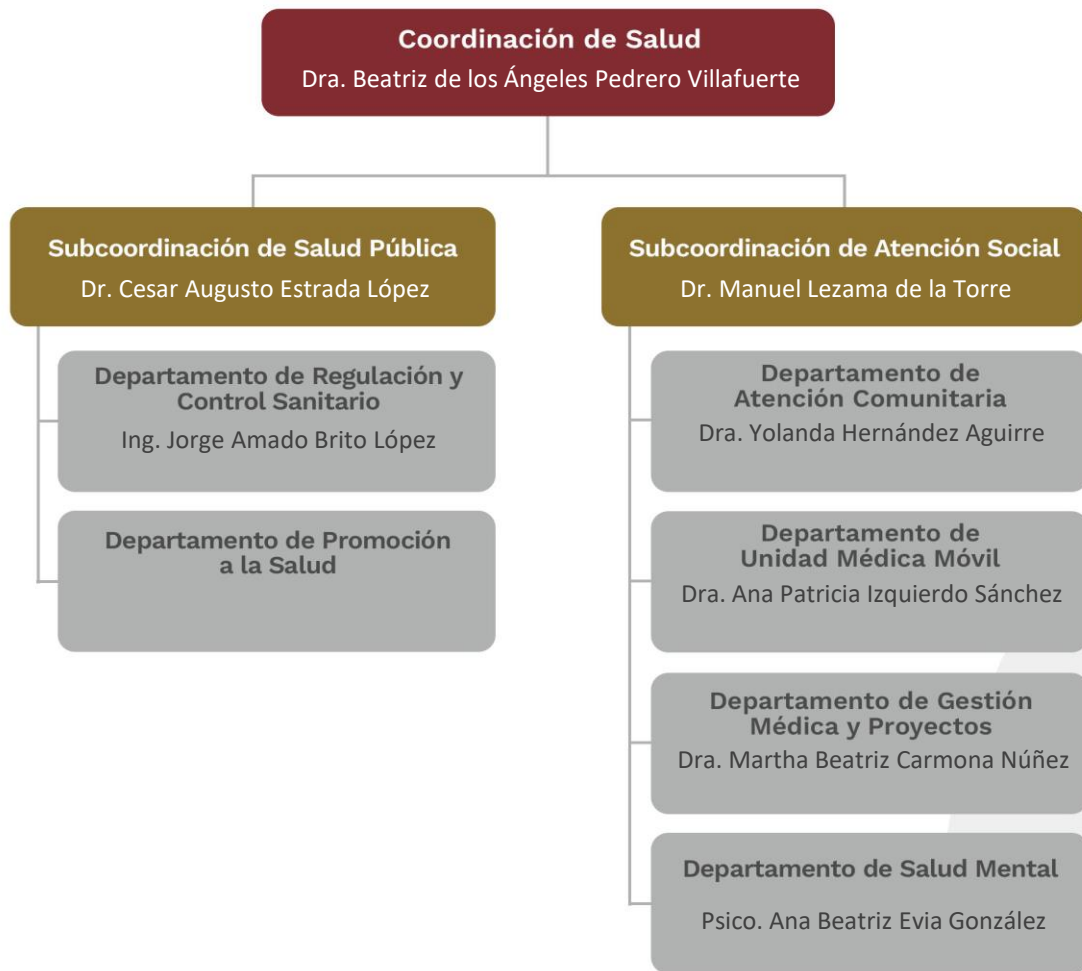 Coordinación de Salud
Dra. Beatriz de los Ángeles Pedrero Villafuerte
Subcoordinación de Salud Pública
Dr. Cesar Augusto Estrada López
Departamento de Regulación y
Control Sanitario
Ing. Jorge Amado Brito López
Departamento de Promoción
a la Salud
Subcoordinación de Atención Social
Dr. Manuel Lezama de la Torre
Departamento de
Atención Comunitaria
Dra. Yolanda Hernández Aguirre
Departamento de
Unidad Médica Móvil
Dra. Ana Patricia Izquierdo Sánchez
Departamento de Gestión
Médica y Proyectos
Dra. Martha Beatriz Carmona Núñez
Departamento de Salud Mental
Psico. Ana Beatriz Evia González